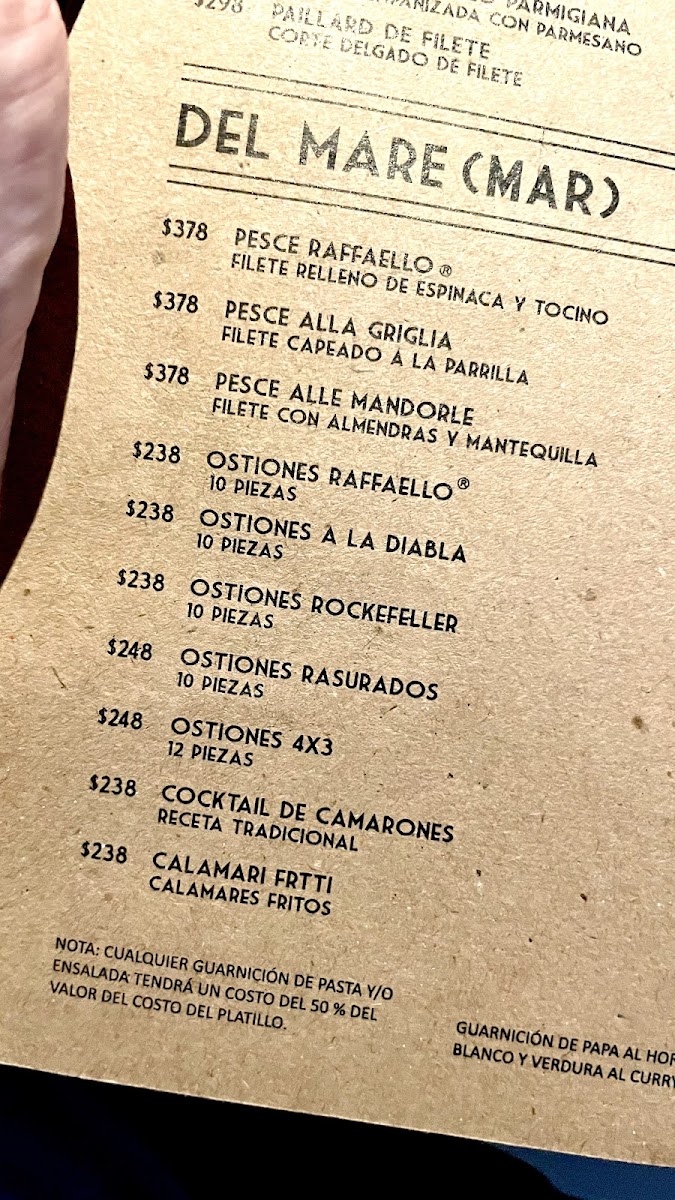 PARMIGIANA
CON PARMESANO
$298 PAILLARD DE FILETE
CORTE DELGADO DE FILETE
DEL MARE (MAR)
$378 PESCE RAFFAELLO ®
FILETE RELLENO DE ESPINACA Y TOCINO
$378 PESCE ALLA GRIGLIA
FILETE CAPEADO A LA PARRILLA
$378 PESCE ALLE MANDORLE
FILETE CON ALMENDRAS Y MANTEQUILLA
$238 OSTIONES RAFFAELLO ®
10 PIEZAS
$238 OSTIONES A LA DIABLA
10 PIEZAS
$238 OSTIONES ROCKEFELLER
10 PIEZAS
$248 OSTIONES RASURADOS
10 PIEZAS
$248 OSTIONES 4X3
12 PIEZAS
$238 COCKTAIL DE CAMARONES
RECETA TRADICIONAL
$238 CALAMARI FRTTI
CALAMARES FRITOS
NOTA: CUALQUIER GUARNICIÓN DE PASTA Y/O
ENSALADA TENDRÁ UN COSTO DEL 50 % DEL
VALOR DEL COSTO DEL PLATILLO.
GUARNICIÓN DE PAPA AL HOR
BLANCO Y VERDURA AL CURRY